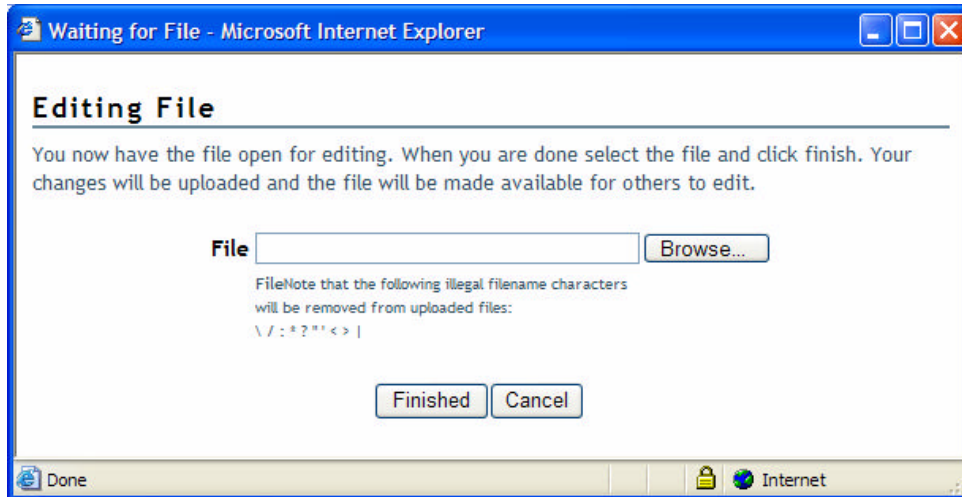 Waiting for File - Microsoft Internet Explorer
Editing File
You now have the file open for editing. When you are done select the file and click finish. Your
changes will be uploaded and the file will be made available for others to edit.
File Browse...
FileNote that the following illegal filename characters
will be removed from uploaded files:
\ / : * ? " ' < > |
Finished Cancel
Done Internet